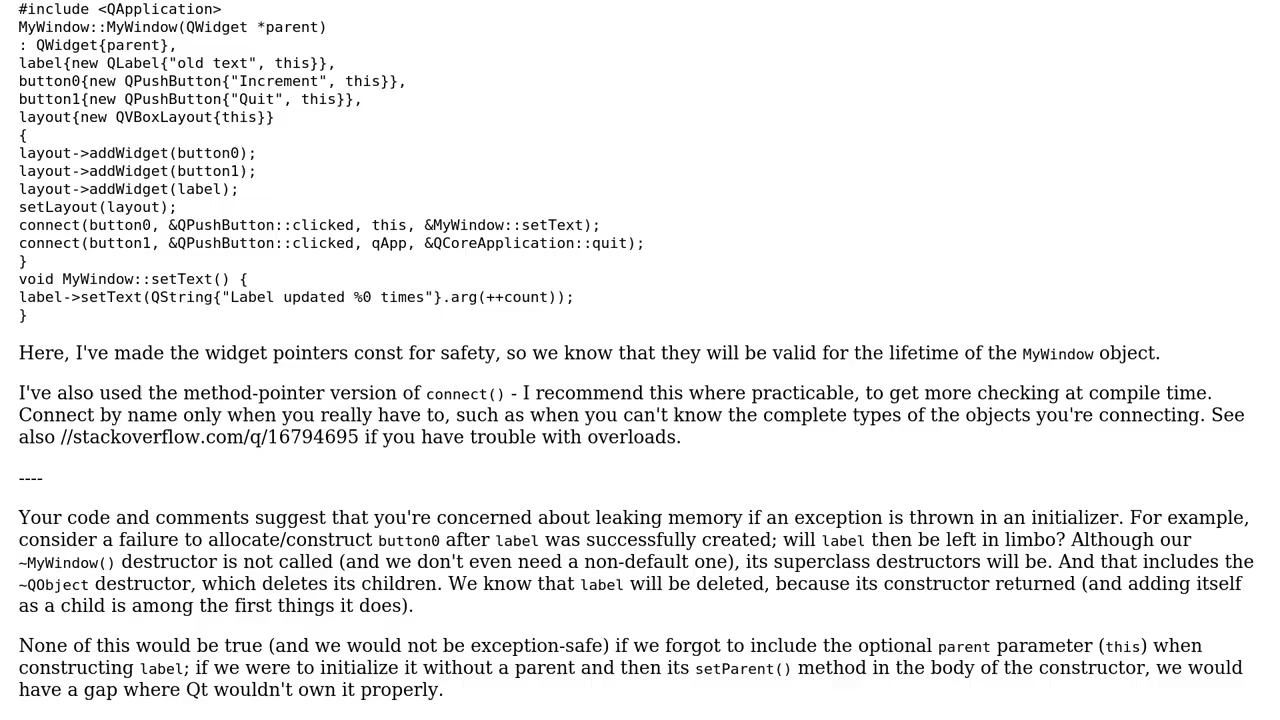 #include <QApplication>
MyWindow::MyWindow(QWidget *parent)
: QWidget{parent},
label{new QLabel{"old text", this}},
button0{new QPushButton{"Increment", this}},
button1{new QPushButton{"Quit", this}},
layout{new QVBoxLayout{this}}
{
layout->addWidget(button0);
layout->addWidget(button1);
layout->addWidget(label);
setLayout(layout);
connect(button0, &QPushButton::clicked, this, &MyWindow::setText);
connect(button1, &QPushButton::clicked, qApp, &QCoreApplication::quit);
}
void MyWindow::setText() {
label->setText(QString{"Label updated %0 times"}.arg(++count));
}
Here, I've made the widget pointers const for safety, so we know that they will be valid for the lifetime of the MyWindow object.
I've also used the method-pointer version of connect() - I recommend this where practicable, to get more checking at compile time.
Connect by name only when you really have to, such as when you can't know the complete types of the objects you're connecting. See
also //stackoverflow.com/q/16794695 if you have trouble with overloads.
----
Your code and comments suggest that you're concerned about leaking memory if an exception is thrown in an initializer. For example,
consider a failure to allocate/construct button0 after label was successfully created; will label then be left in limbo? Although our
~MyWindow() destructor is not called (and we don't even need a non-default one), its superclass destructors will be. And that includes the
~QObject destructor, which deletes its children. We know that label will be deleted, because its constructor returned (and adding itself
as a child is among the first things it does).
None of this would be true (and we would not be exception-safe) if we forgot to include the optional parent parameter (this) when
constructing label; if we were to initialize it without a parent and then its setParent() method in the body of the constructor, we would
have a gap where Qt wouldn't own it properly.